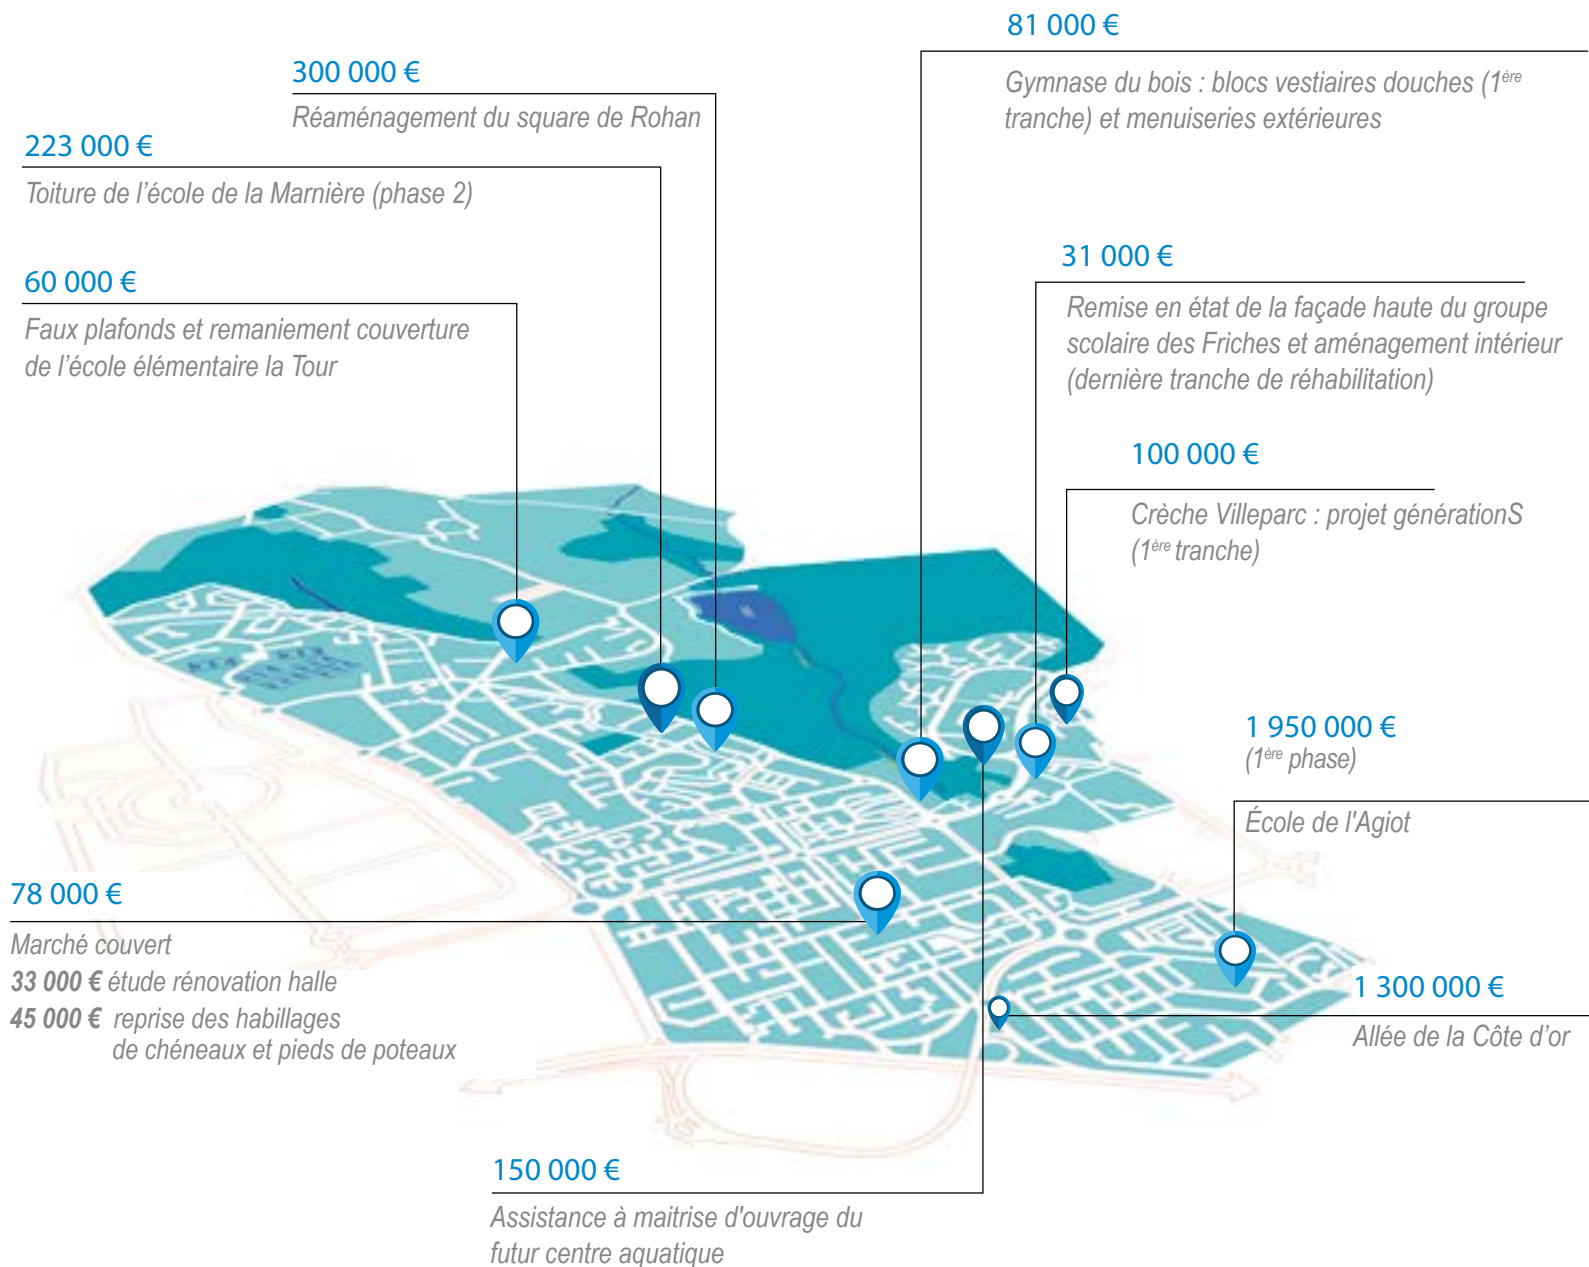 81 000 €
Gymnase du bois : blocs vestiaires douches (1ère
tranche) et menuiseries extérieures
300 000 €
Réaménagement du square de Rohan
223 000 €
Toiture de l'école de la Marnière (phase 2)
60 000 €
Faux plafonds et remaniement couverture
de l'école élémentaire la Tour
31 000 €
Remise en état de la façade haute du groupe
scolaire des Friches et aménagement intérieur
(dernière tranche de réhabilitation)
100 000 €
Crèche Villeparc : projet générationS
(1ère tranche)
1 950 000 €
(1ère phase)
École de l'Agiot
78 000 €
Marché couvert
33 000 € étude rénovation halle
45 000 € reprise des habillages
de chéneaux et pieds de poteaux
1 300 000 €
Allée de la Côte d'or
150 000 €
Assistance à maitrise d'ouvrage du
futur centre aquatique